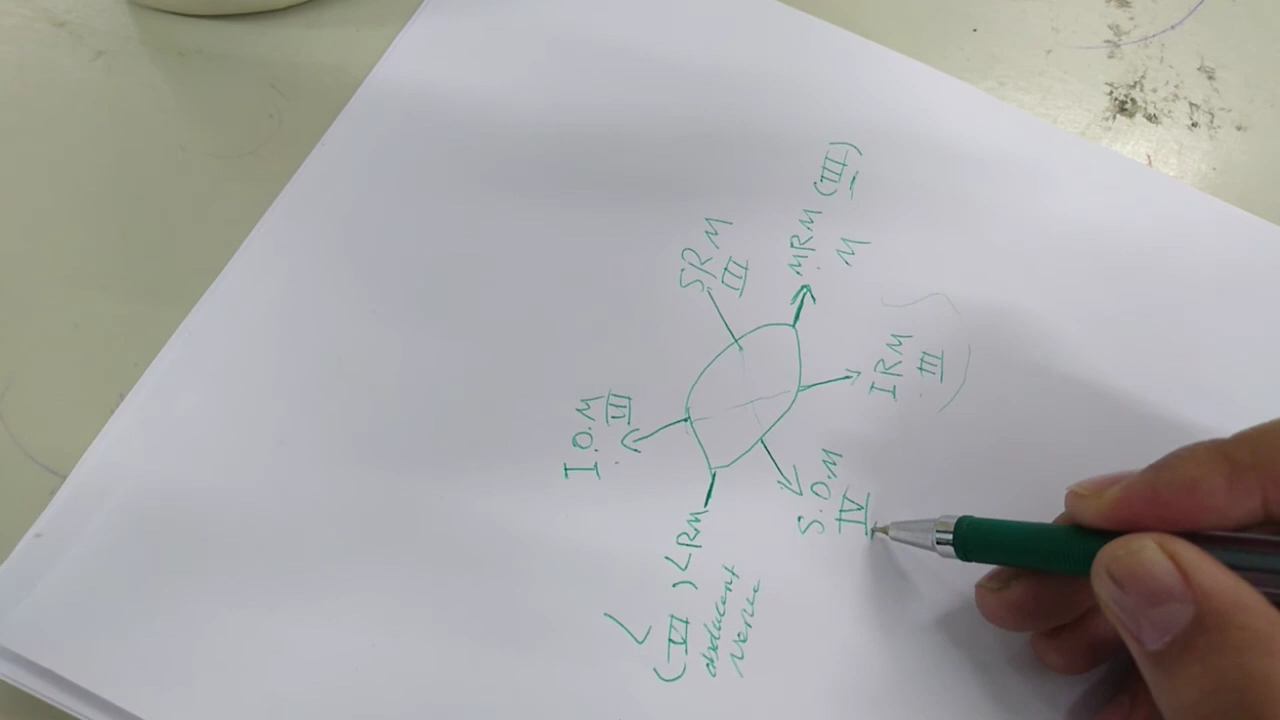 SRM
III
MRM (III)
M
IRM
III
S.O.M
IV
I.O.M
III
LRM
L
(VI)
abducent
nerve